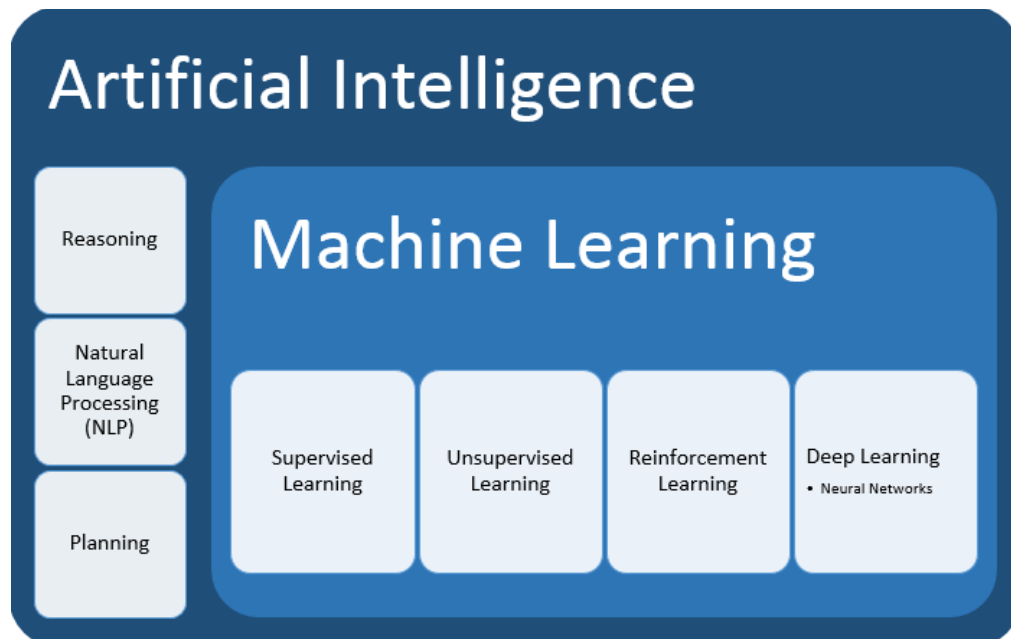 Artificial Intelligence
Reasoning
Natural
Language
Processing
(NLP)
Planning
Machine Learning
Supervised
Learning
Unsupervised
Learning
Reinforcement
Learning
Deep Learning
• Neural Networks